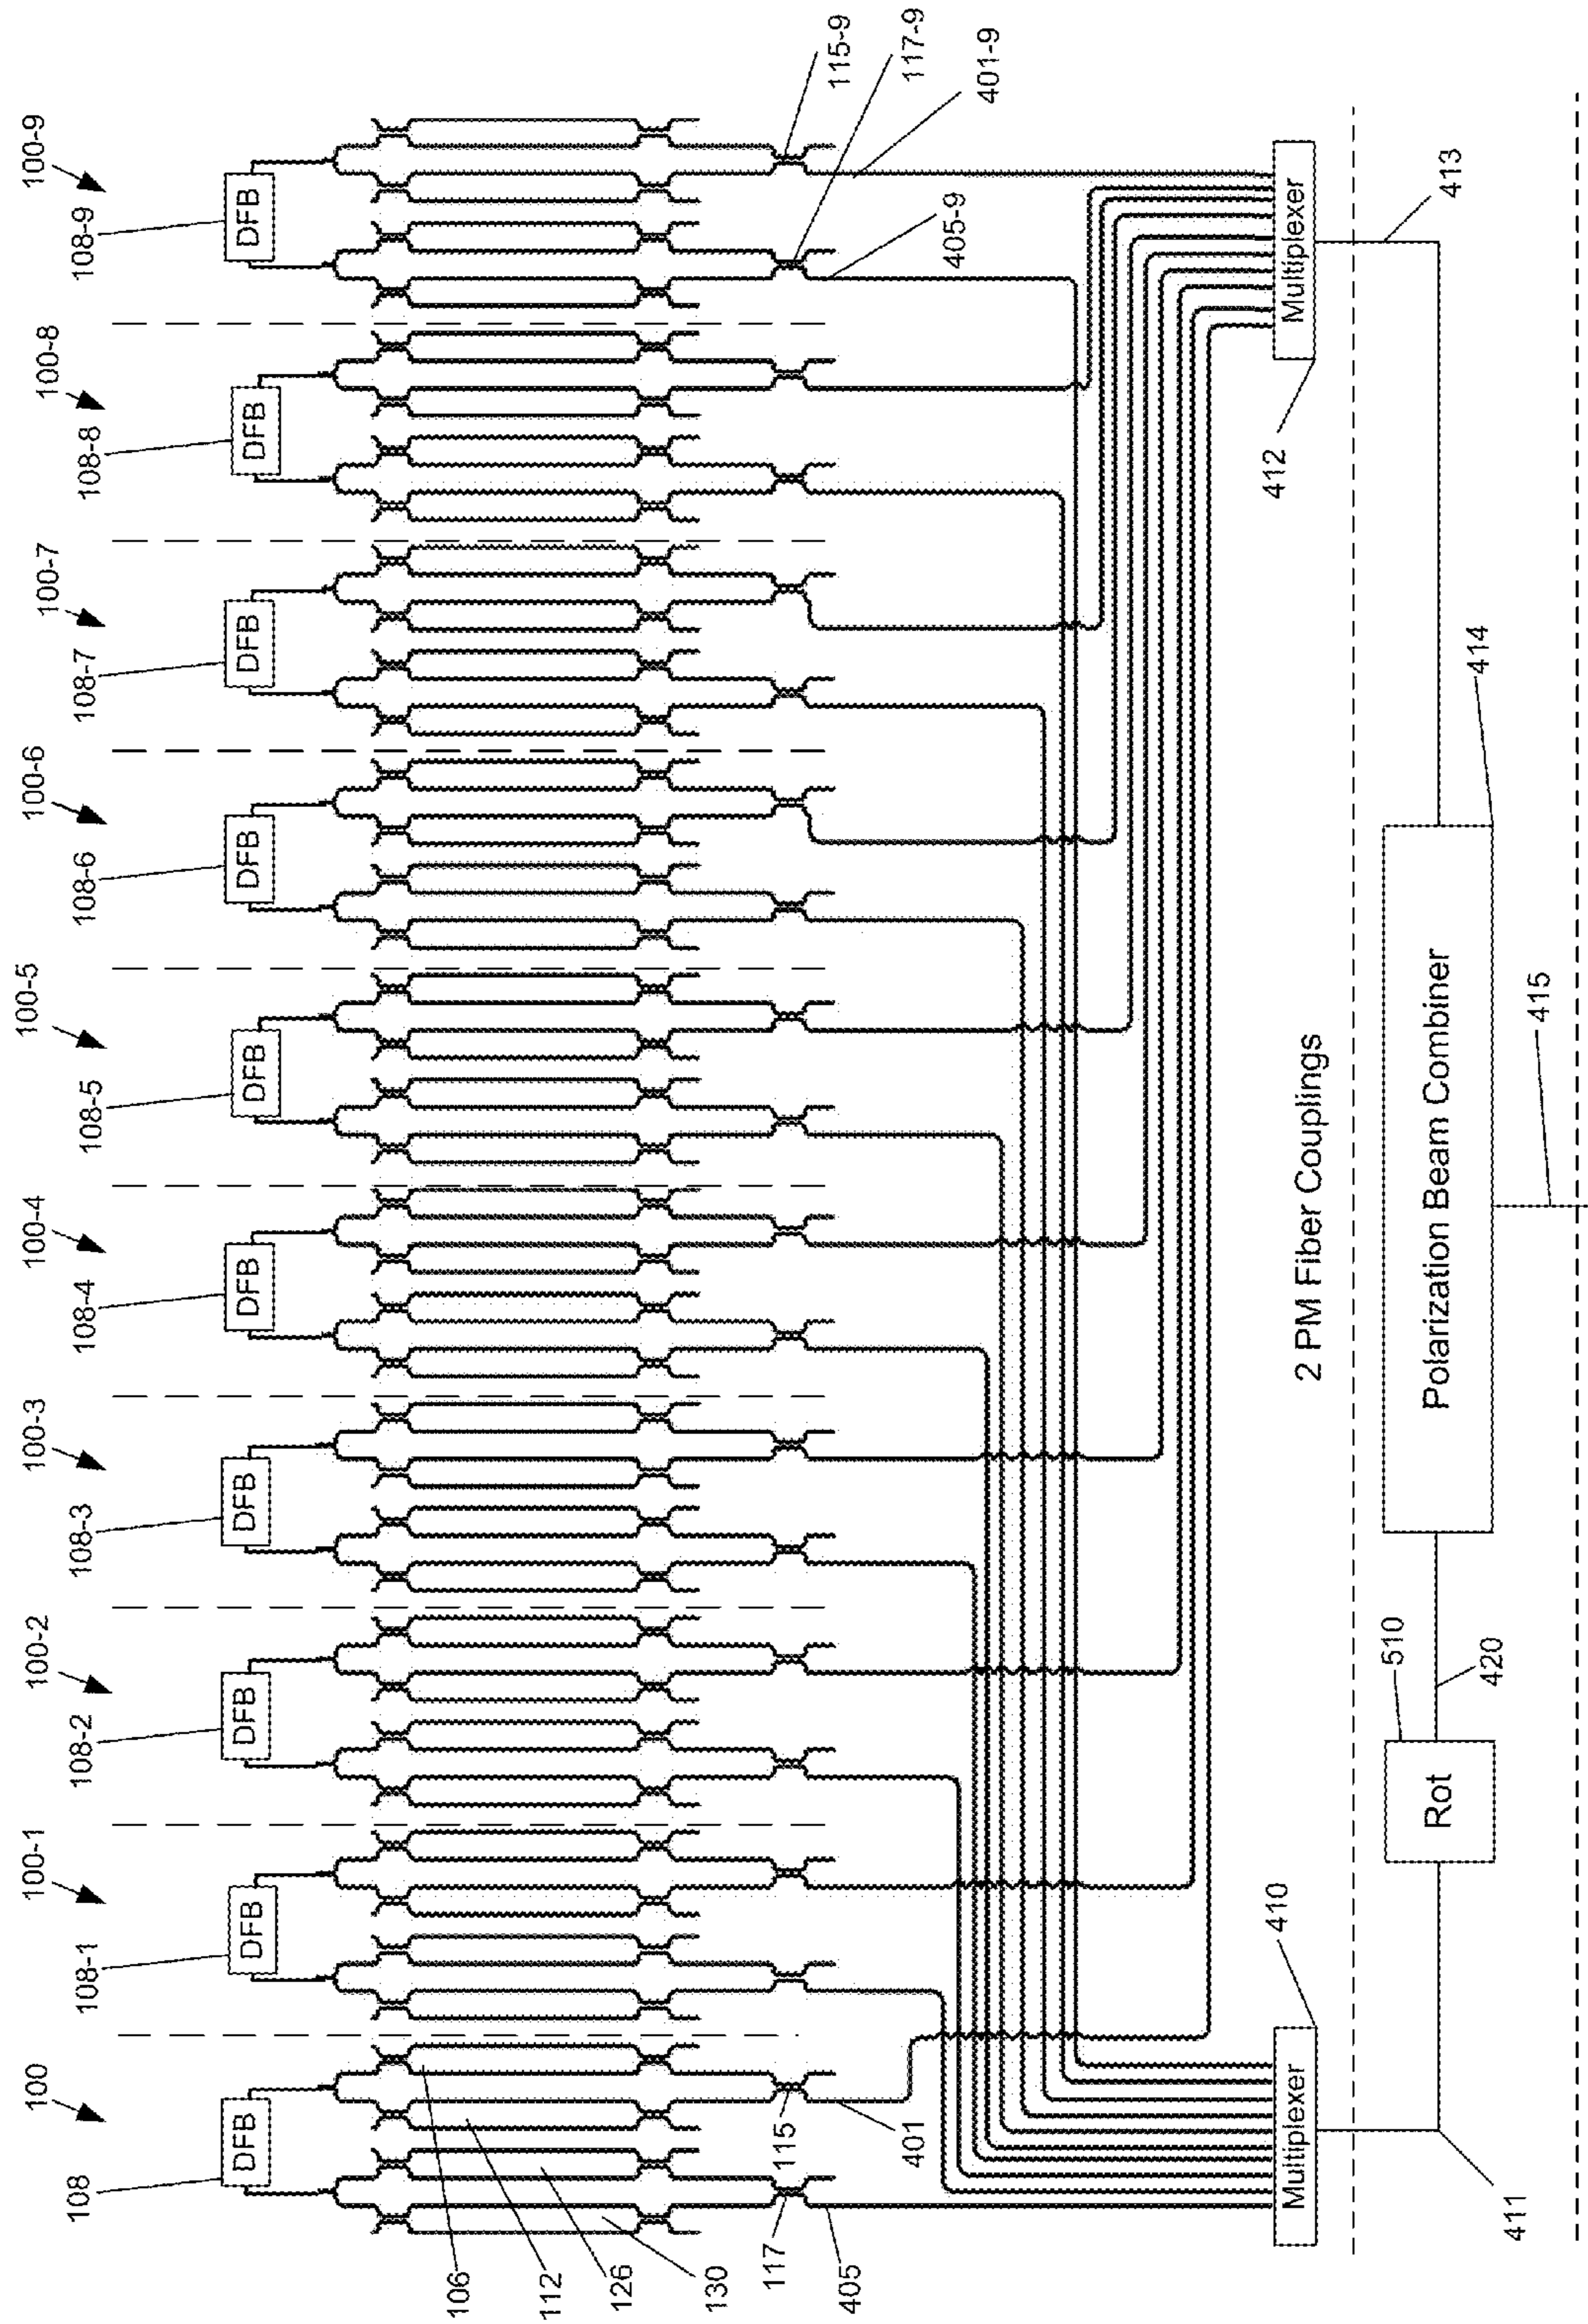 100
100-1
100-2
100-3
100-4
100-5
100-6
100-7
100-8
100-9
108
108-1
108-2
108-3
108-4
108-5
108-6
108-7
108-8
108-9
DFB
DFB
DFB
DFB
DFB
DFB
DFB
DFB
DFB
DFB
106
112
126
130
117
115
405
401
115-9
117-9
401-9
405-9
Multiplexer
410
2 PM Fiber Couplings
412
Multiplexer
411
Rot
510
420
Polarization Beam Combiner
414
413
415